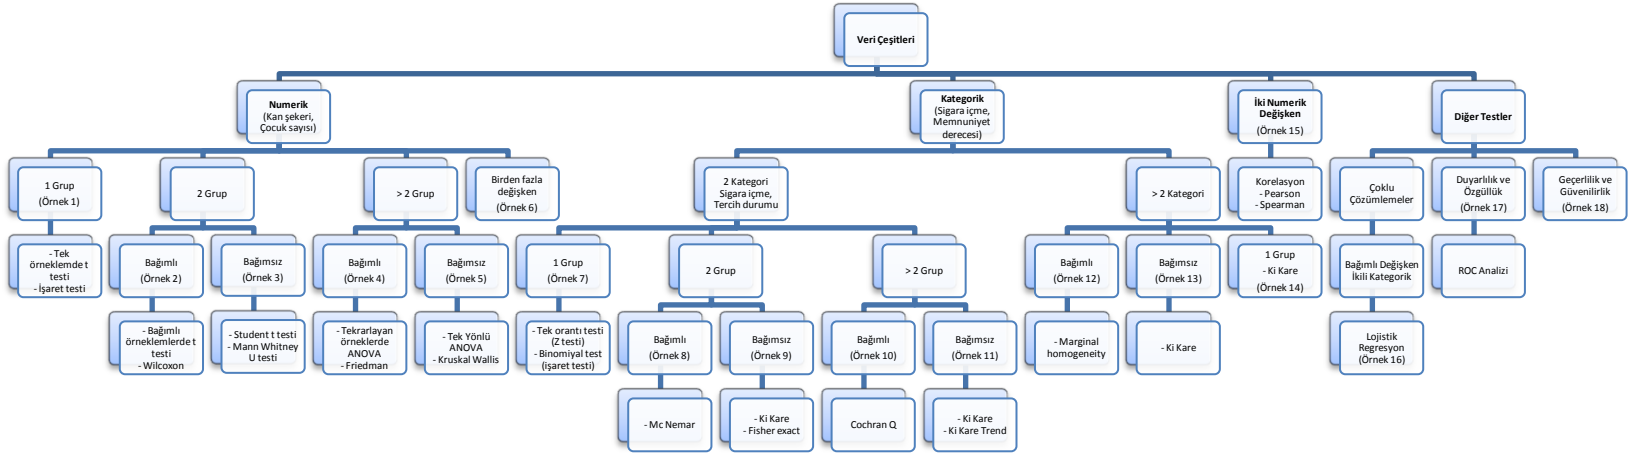 Veri Çeşitleri
Numerik
(Kan şekeri,
Çocuk sayısı)
Kategorik
(Sigara içme,
Memnuniyet
derecesi)
İki Numerik
Değişken
(Örnek 15)
Diğer Testler
1 Grup
(Örnek 1)
2 Grup
> 2 Grup
Birden fazla
değişken
(Örnek 6)
2 Kategori
Sigara içme,
Tercih durumu
> 2 Kategori
Korelasyon
- Pearson
- Spearman
Çoklu
Çözümlemeler
Duyarlılık ve
Özgüllük
(Örnek 17)
Geçerlilik ve
Güvenilirlik
(Örnek 18)
- Tek
örneklemde t
testi
- İşaret testi
Bağımlı
(Örnek 2)
Bağımsız
(Örnek 3)
Bağımlı
(Örnek 4)
Bağımsız
(Örnek 5)
1 Grup
(Örnek 7)
2 Grup
> 2 Grup
Bağımlı
(Örnek 12)
Bağımsız
(Örnek 13)
1 Grup
- Ki Kare
(Örnek 14)
Bağımlı Değişken
İkili Kategorik
ROC Analizi
- Bağımlı
örneklemlerde t
testi
- Wilcoxon
- Student t testi
- Mann Whitney
U testi
- Tekrarlayan
örneklerde
ANOVA
- Friedman
- Tek Yönlü
ANOVA
- Kruskal Wallis
- Tek orantı testi
(Z testi)
- Binomiyal test
(işaret testi)
Bağımlı
(Örnek 8)
Bağımsız
(Örnek 9)
Bağımlı
(Örnek 10)
Bağımsız
(Örnek 11)
- Marginal
homogeneity
- Ki Kare
Lojistik
Regresyon
(Örnek 16)
- Mc Nemar
- Ki Kare
- Fisher exact
Cochran Q
- Ki Kare
- Ki Kare Trend